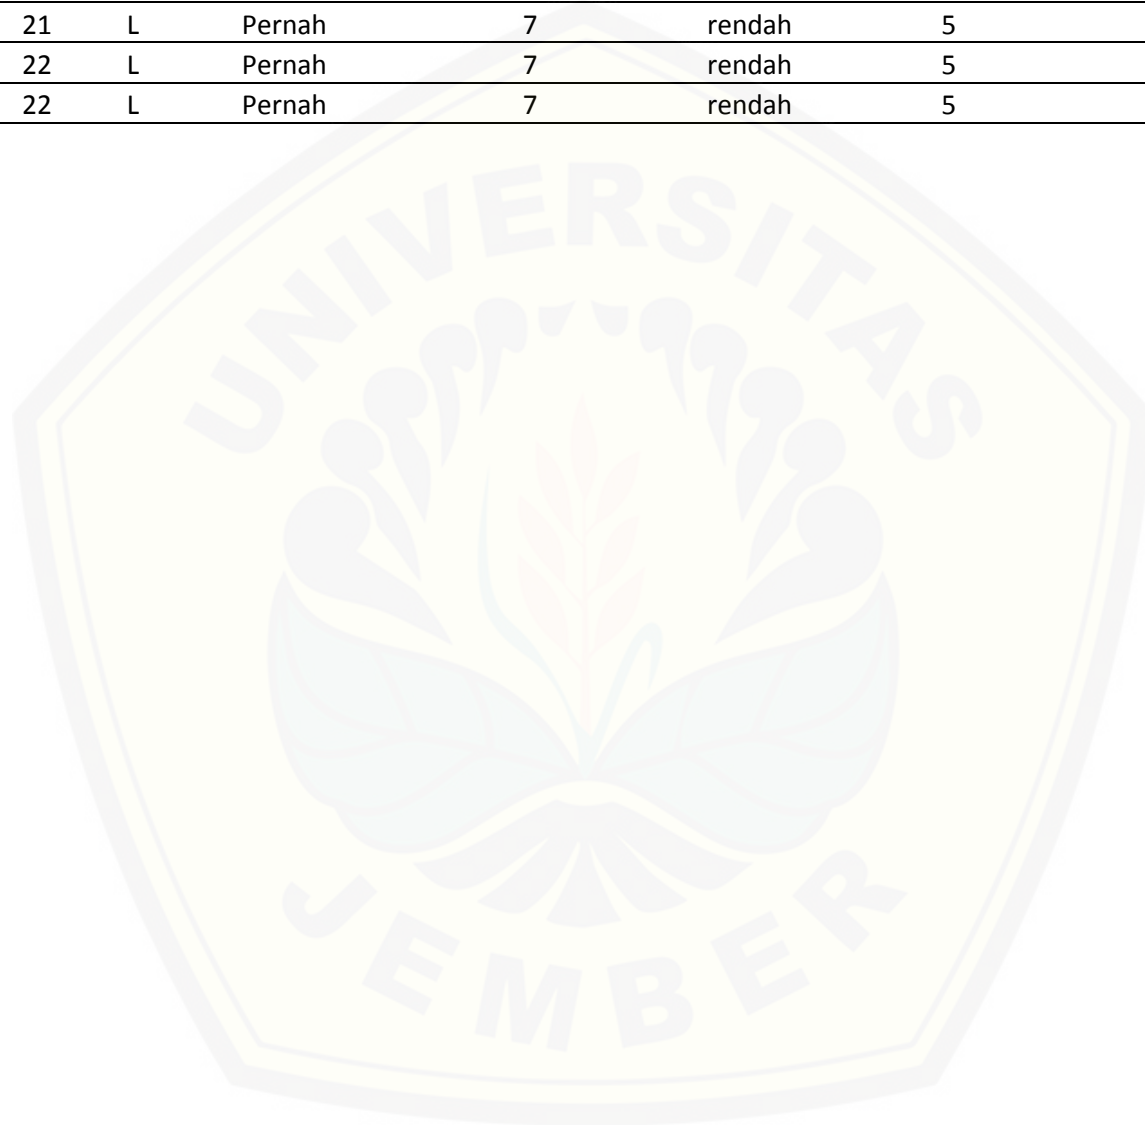 21 L Pernah 7 rendah 5
22 L Pernah 7 rendah 5
22 L Pernah 7 rendah 5
UNIVERSITAS
JEMBER